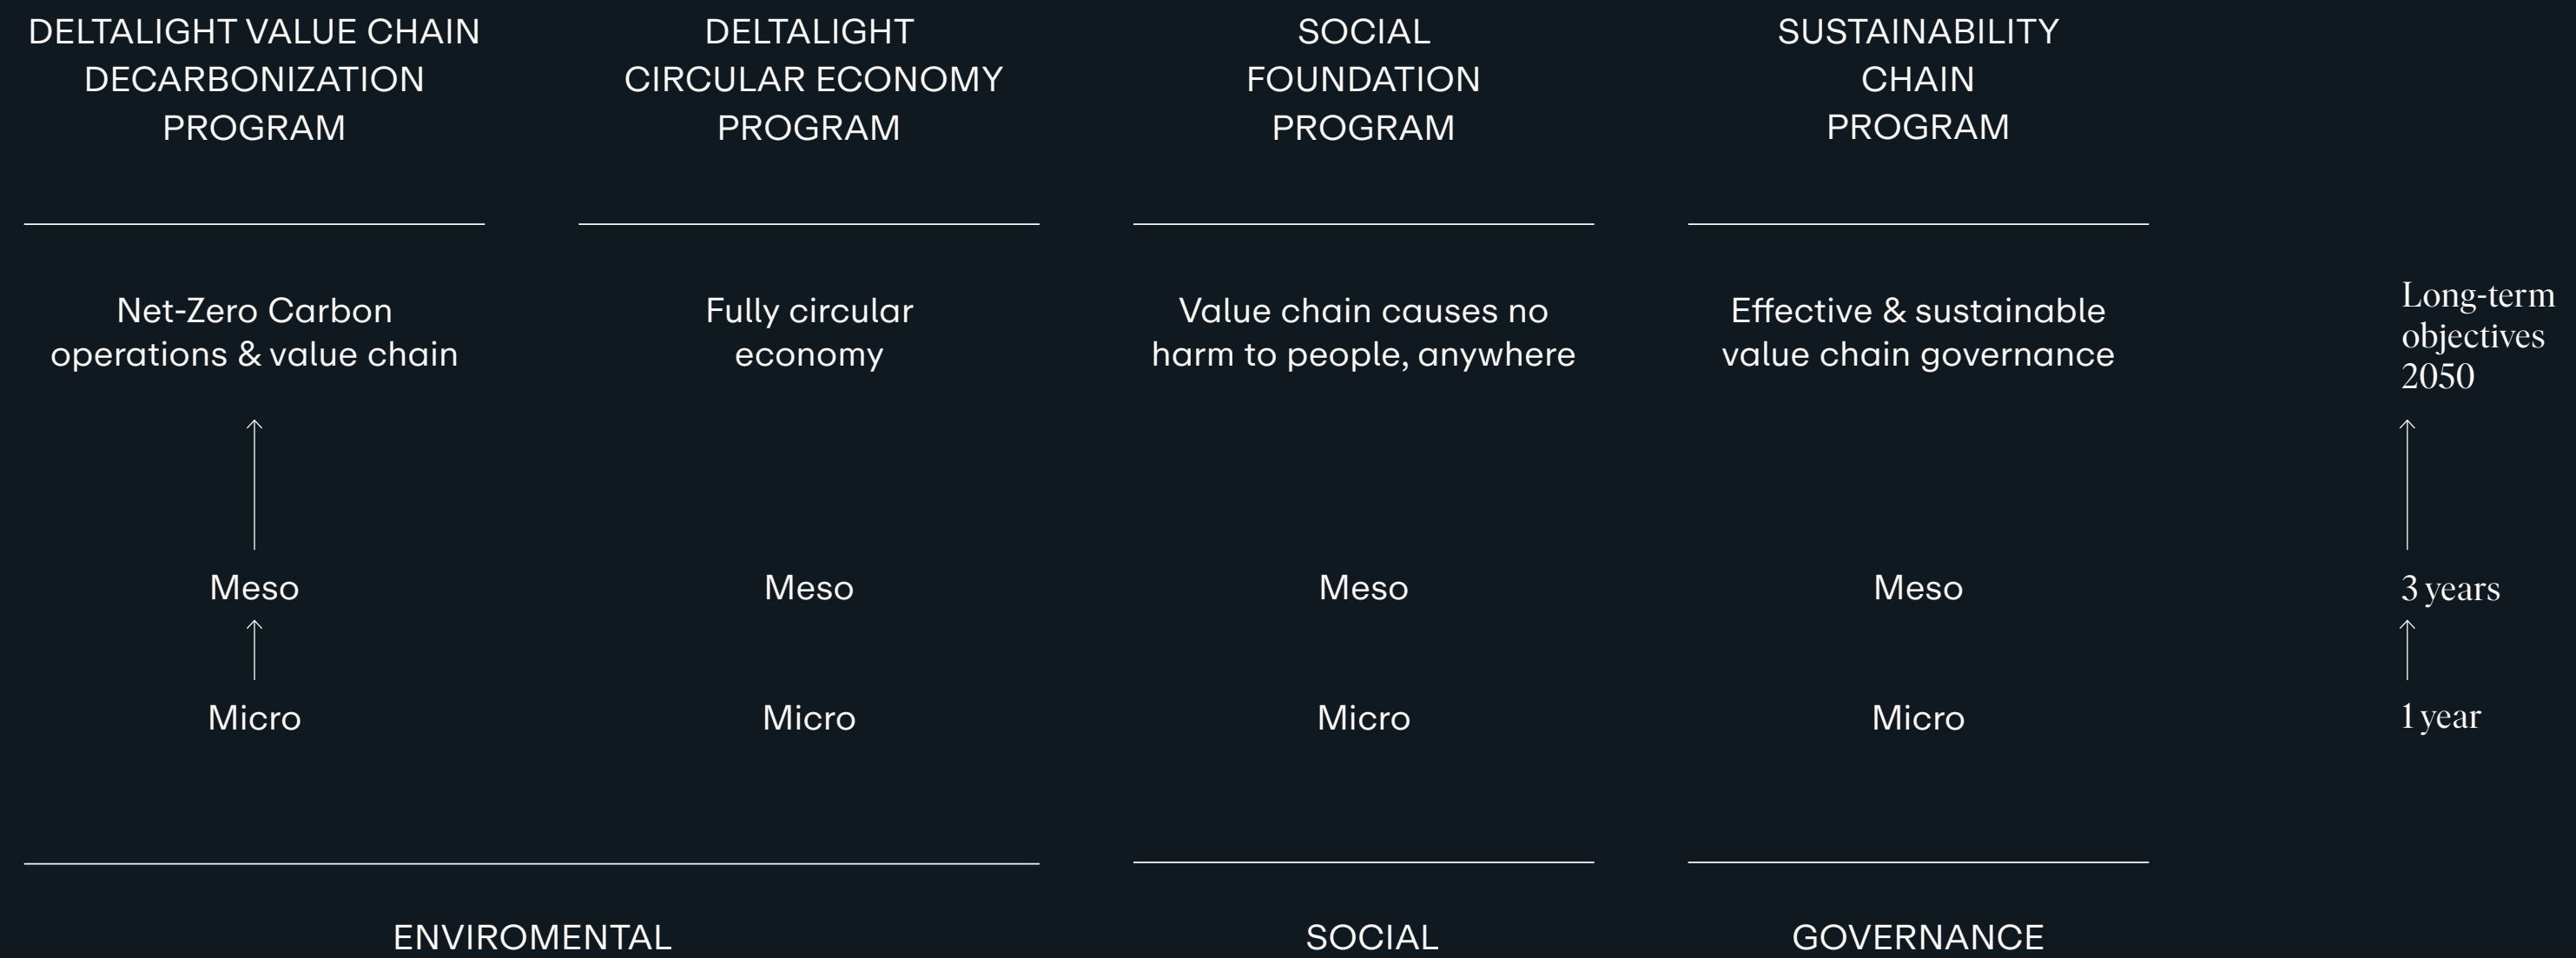 DELTALIGHT VALUE CHAIN
DECARBONIZATION
PROGRAM
DELTALIGHT
CIRCULAR ECONOMY
PROGRAM
SOCIAL
FOUNDATION
PROGRAM
SUSTAINABILITY
CHAIN
PROGRAM
Net-Zero Carbon
operations & value chain
Fully circular
economy
Value chain causes no
harm to people, anywhere
Effective & sustainable
value chain governance
Long-term
objectives
2050
Meso
Meso
Meso
Meso
3 years
Micro
Micro
Micro
Micro
1 year
ENVIROMENTAL
SOCIAL
GOVERNANCE